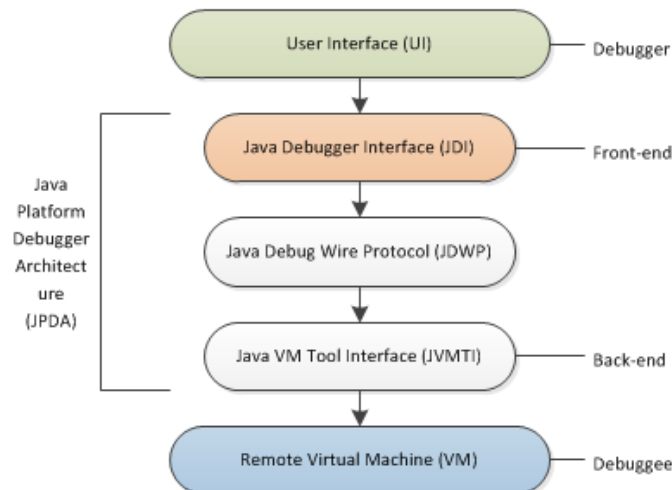 User Interface (UI)
Debugger
Java Debugger Interface (JDI)
Front-end
Java
Platform
Debugger
Architect
ure
(JPDA)
Java Debug Wire Protocol (JDWP)
Java VM Tool Interface (JVMTI)
Back-end
Remote Virtual Machine (VM)
Debuggee